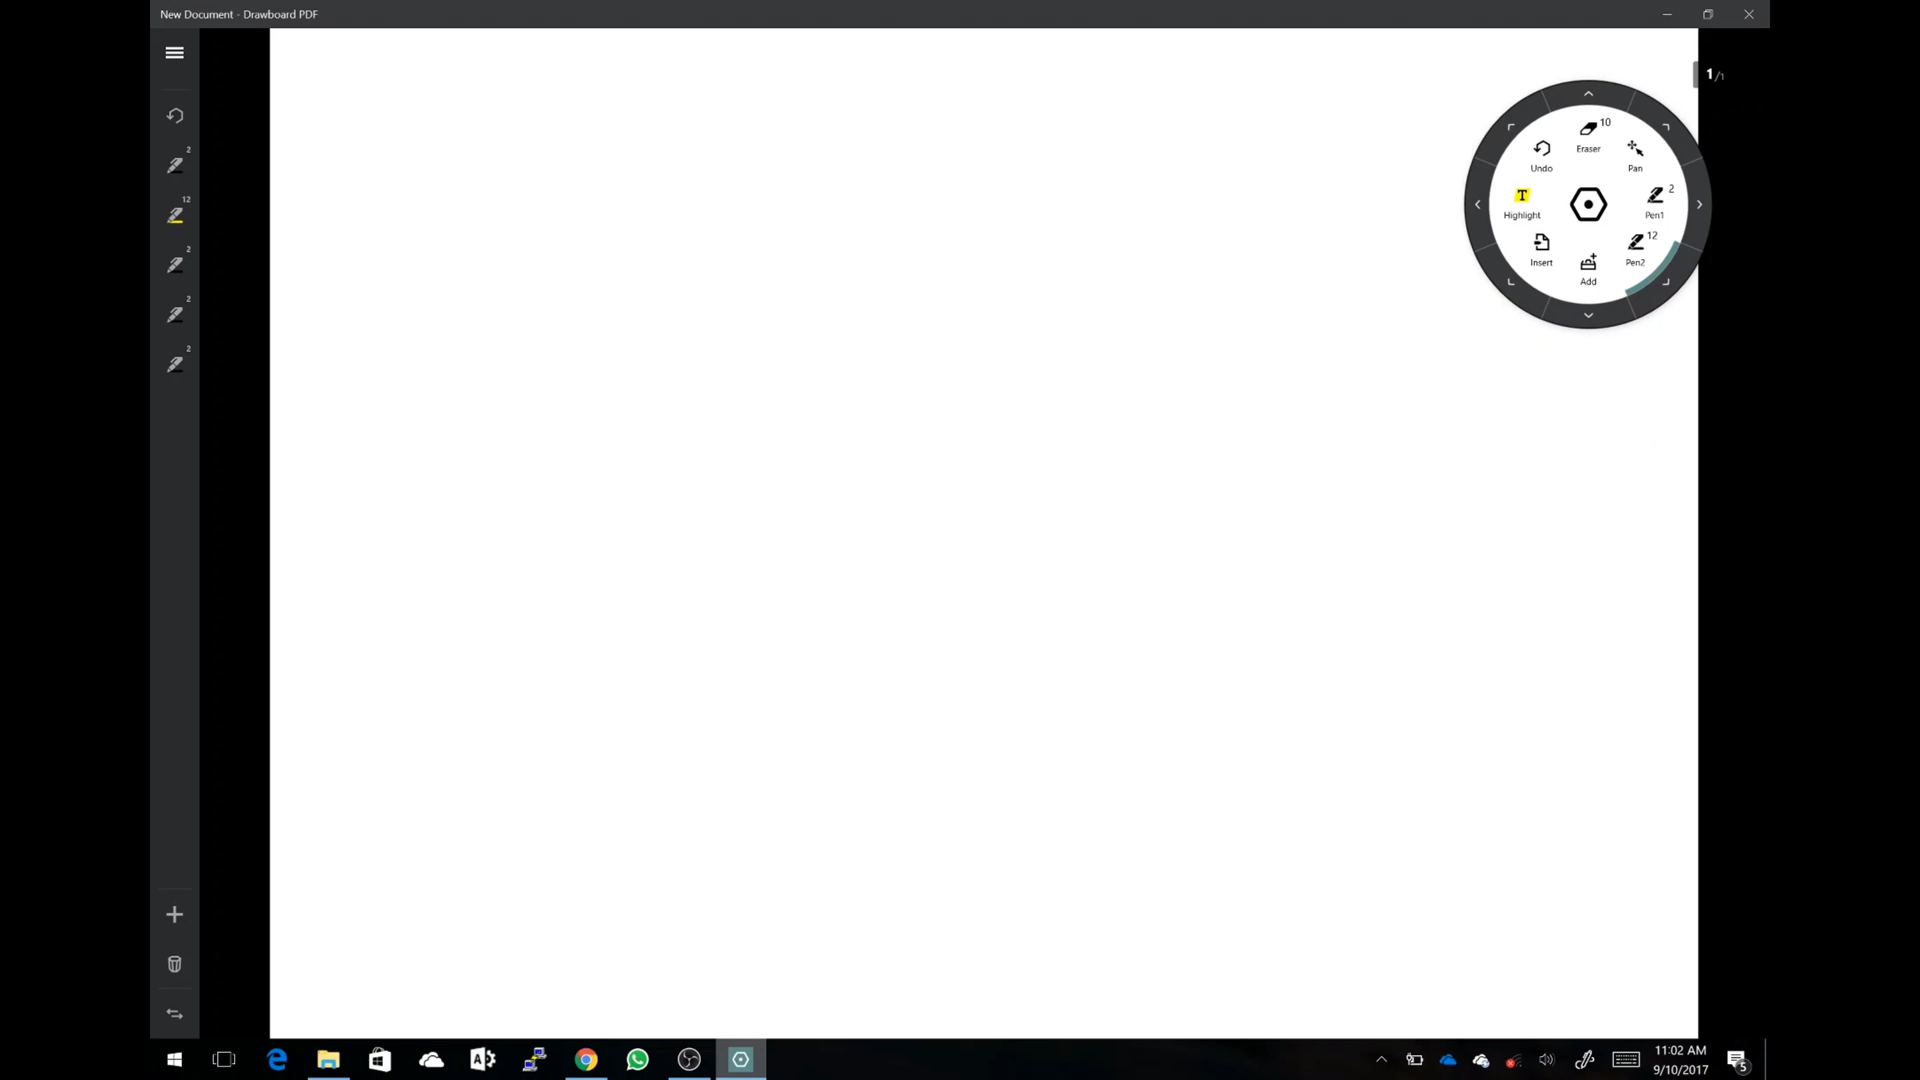 New Document - Drawboard PDF
1/1
10
Eraser
Undo
Pan
T
Highlight
2
Pen1
12
Pen2
Insert
Add
2
12
2
2
2
11:02 AM
9/10/2017
5